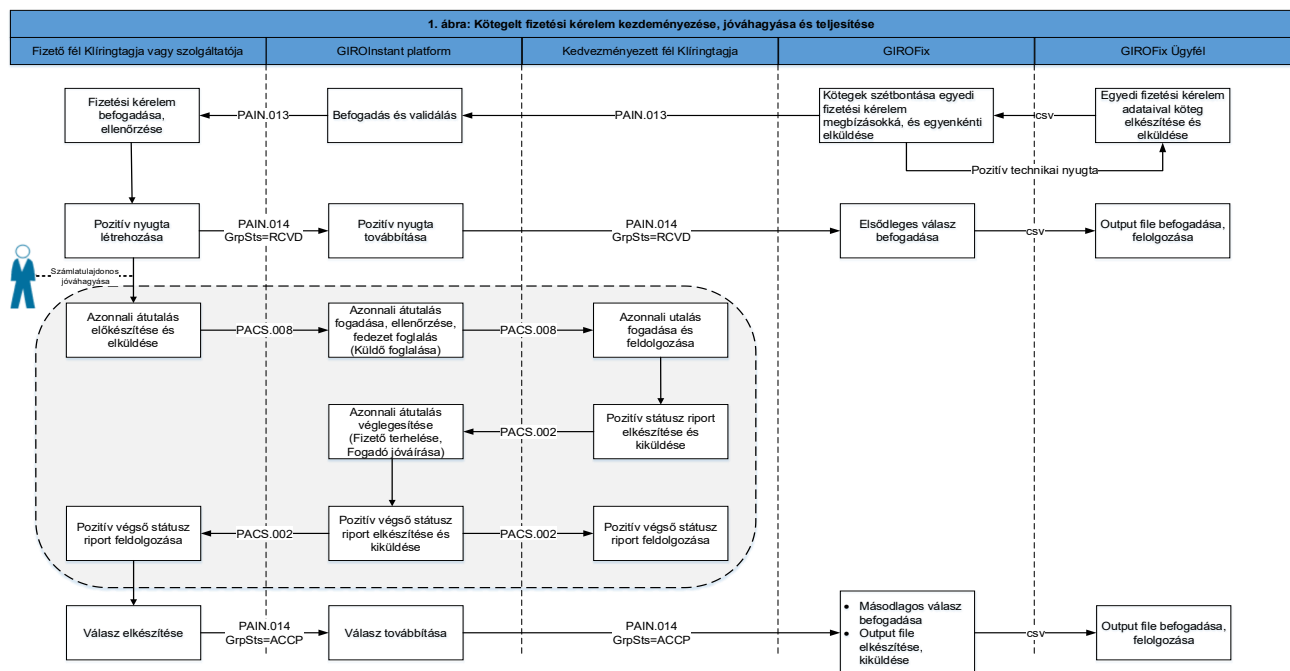 1. ábra: Kötegelt fizetési kérelem kezdeményezése, jóváhagyása és teljesítése
Fizető fél Klíringtagja vagy szolgáltatója
GIROInstant platform
Kedvezményezett fél Klíringtagja
GIROFix
GIROFix Ügyfél
Fizetési kérelem
befogadása,
ellenőrzése
PAIN.013
Befogadás és validálás
PAIN.013
Kötegek szétbontása egyedi
fizetési kérelem
megbízásokká, és egyenkénti
elküldése
csv
Egyedi fizetési kérelem
adataival köteg
elkészítése és
elküldése
Pozitív technikai nyugta
Pozitív nyugta
létrehozása
PAIN.014
GrpSts=RCVD
Pozitív nyugta
továbbítása
PAIN.014
GrpSts=RCVD
Elsődleges válasz
befogadása
csv
Output file befogadása,
felolgozása
Számlatulajdonos
jóváhagyása
Azonnali átutalás
előkészítése és
elküldése
PACS.008
Azonnali átutalás
fogadása, ellenőrzése,
fedezet foglalás
(Küldő foglalása)
PACS.008
Azonnali utalás
fogadása és
feldolgozása
Azonnali átutalás
véglegesítése
(Fizető terhelése,
Fogadó jóváírása)
PACS.002
Pozitív státusz riport
elkészítése és
kiküldése
Pozitív végső státusz
riport feldolgozása
PACS.002
Pozitív végső státusz
riport elkészítése és
kiküldése
PACS.002
Pozitív végső státusz
riport feldolgozása
Válasz elkészítése
PAIN.014
GrpSts=ACCP
Válasz továbbítása
PAIN.014
GrpSts=ACCP
• Másodlagos válasz
befogadása
• Output file
elkészítése,
kiküldése
csv
Output file befogadása,
felolgozása